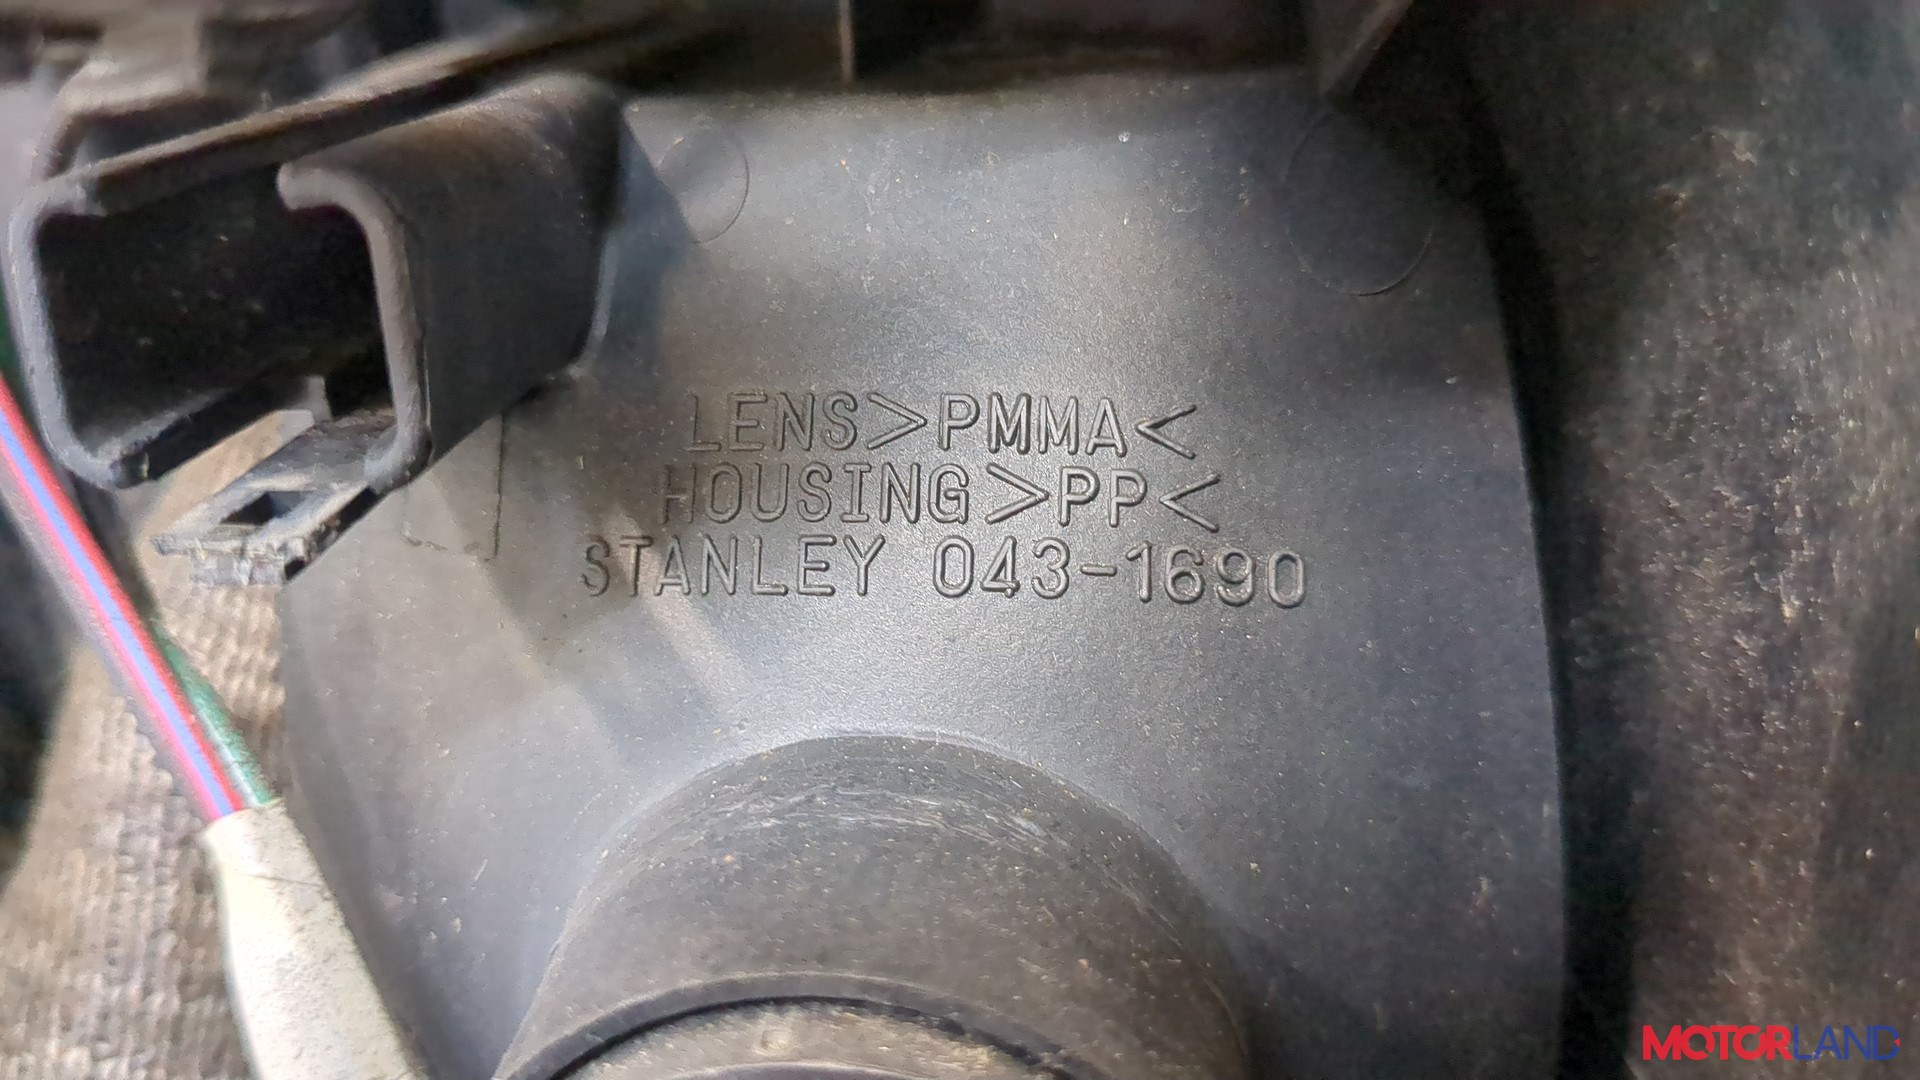 LENS>PMMA<
HOUSING>PP<
STANLEY 043-1690
MOTORLAND